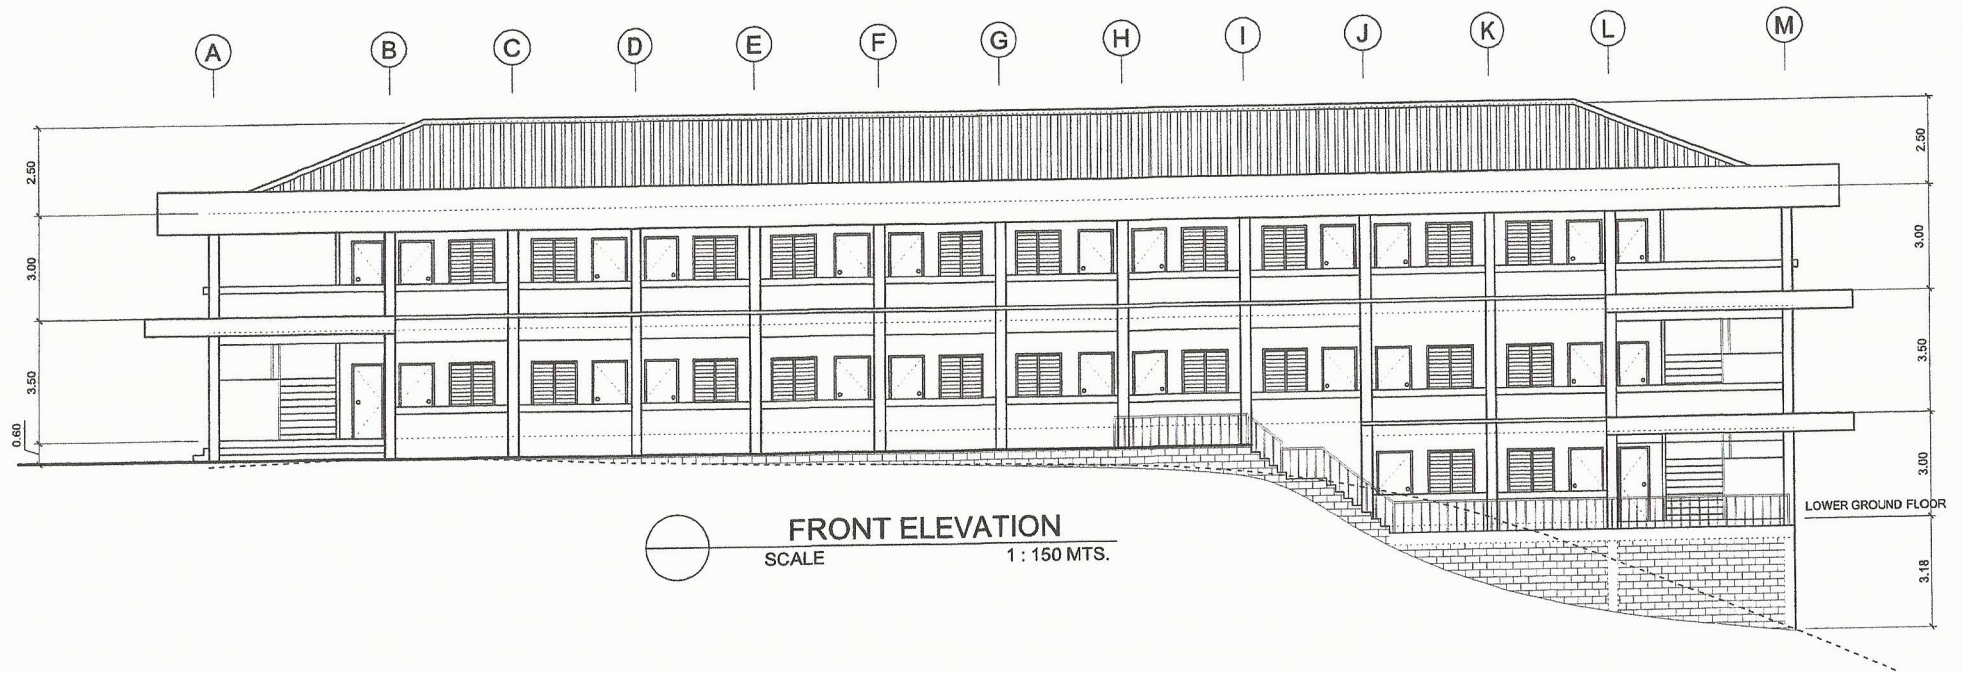 A B C D E F G H I J K L M
2.50
3.00
3.50
0.60
2.50
3.00
3.50
3.00
LOWER GROUND FLOOR
3.18
FRONT ELEVATION
SCALE 1 : 150 MTS.